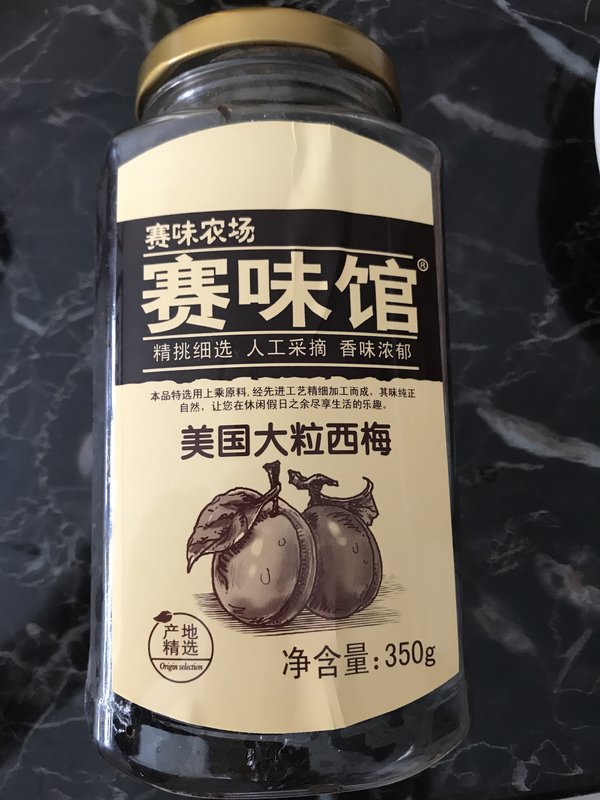 赛味农场
赛味馆®
精挑细选 人工采摘 香味浓郁
本品特选用上乘原料,经先进工艺精细加工而成，其味纯正
自然，让您在休闲假日之余尽享生活的乐趣。
美国大粒西梅
产地
精选
Origin selection
净含量:350g